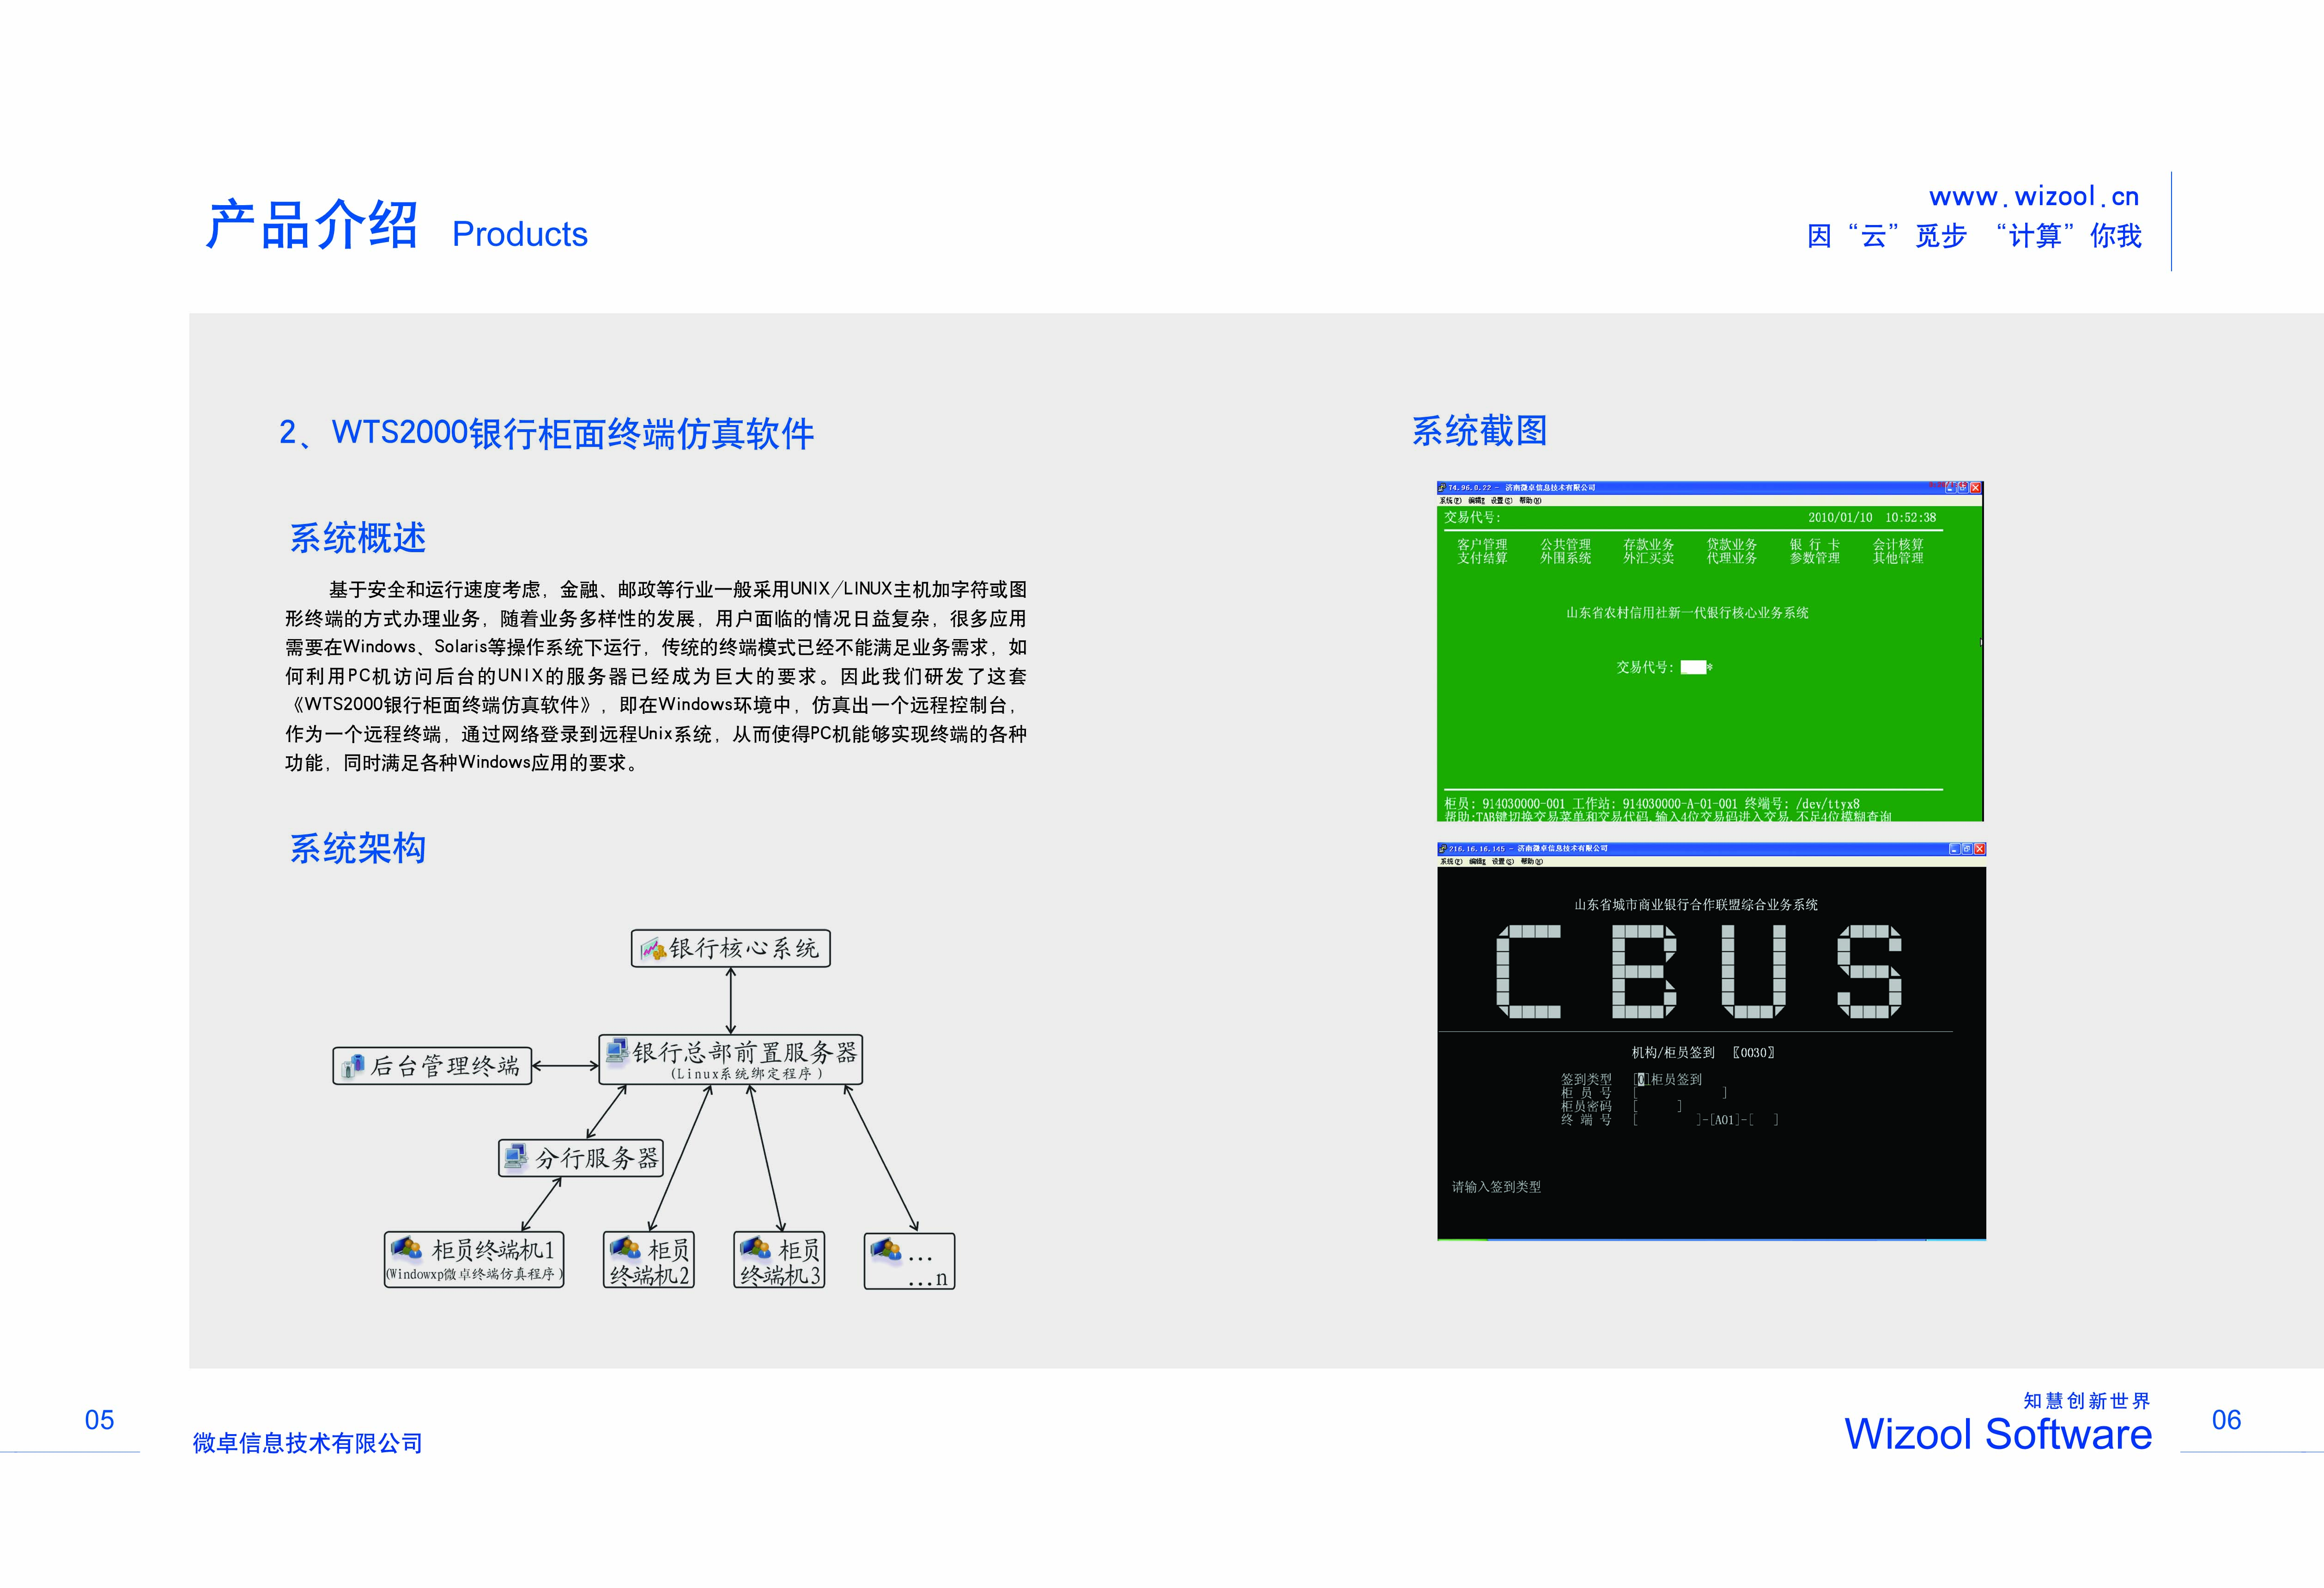 产品介绍 Products
www.wizool.cn
因“云”觅步 “计算”你我
2、WTS2000银行柜面终端仿真软件
系统概述
基于安全和运行速度考虑，金融、邮政等行业一般采用UNIX/LINUX主机加字符或图
形终端的方式办理业务，随着业务多样性的发展，用户面临的情况日益复杂，很多应用
需要在Windows、Solaris等操作系统下运行，传统的终端模式已经不能满足业务需求，如
何利用PC机访问后台的UNIX的服务器已经成为巨大的要求。因此我们研发了这套
《WTS2000银行柜面终端仿真软件》，即在Windows环境中，仿真出一个远程控制台，
作为一个远程终端，通过网络登录到远程Unix系统，从而使得PC机能够实现终端的各种
功能，同时满足各种Windows应用的要求。
系统架构
银行核心系统
后台管理终端
银行总部前置服务器
(Linux系统绑定程序)
分行服务器
柜员终端机1
(Windowxp微卓终端仿真程序)
柜员
终端机2
柜员
终端机3
...
...n
系统截图
74.96.0.22 - 济南微卓信息技术有限公司
系统(F) 编辑E 设置(S) 帮助(H)
交易代号: 2010/01/10 10:52:38
客户管理 公共管理 存款业务 贷款业务 银 行 卡 会计核算
支付结算 外围系统 外汇买卖 代理业务 参数管理 其他管理
山东省农村信用社新一代银行核心业务系统
交易代号: *
柜员: 914030000-001 工作站: 914030000-A-01-001 终端号: /dev/ttyx8
帮助:TAB键切换交易菜单和交易代码,输入4位交易码进入交易,不足4位模糊查询
216.16.16.145 - 济南微卓信息技术有限公司
系统(F) 编辑E 设置(S) 帮助(H)
山东省城市商业银行合作联盟综合业务系统
CBUS
机构/柜员签到 〖0030〗
签到类型 [0]柜员签到
柜 员 号 [ ]
柜员密码 [ ]
终 端 号 [ ]-[A01]-[ ]
请输入签到类型
05
微卓信息技术有限公司
知慧创新世界
Wizool Software
06